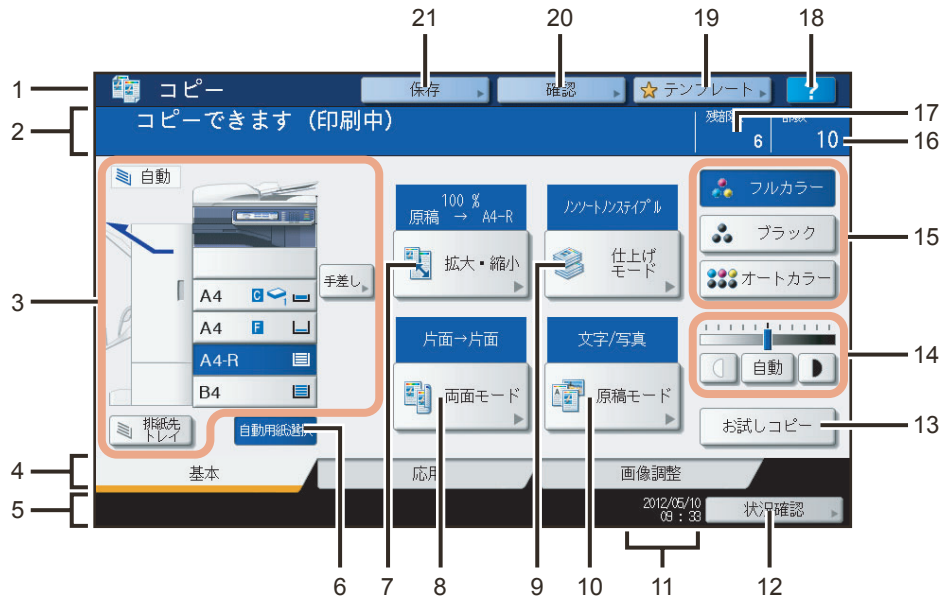 21
20
19
18
1
コピー
保存
確認
テンプレート
?
2
コピーできます（印刷中）
残部数
6
部数
10
17
16
自動
3
A4
C
A4
F
A4-R
B4
手差し
排紙先
トレイ
自動用紙選択
100 %
原稿 → A4-R
拡大・縮小
ノンソートノンステイプル
仕上げ
モード
片面→片面
両面モード
文字/写真
原稿モード
フルカラー
ブラック
オートカラー
15
自動
14
お試しコピー
13
4
基本
応用
画像調整
5
2012/05/10
09 : 33
状況確認
6
7
8
9
10
11
12